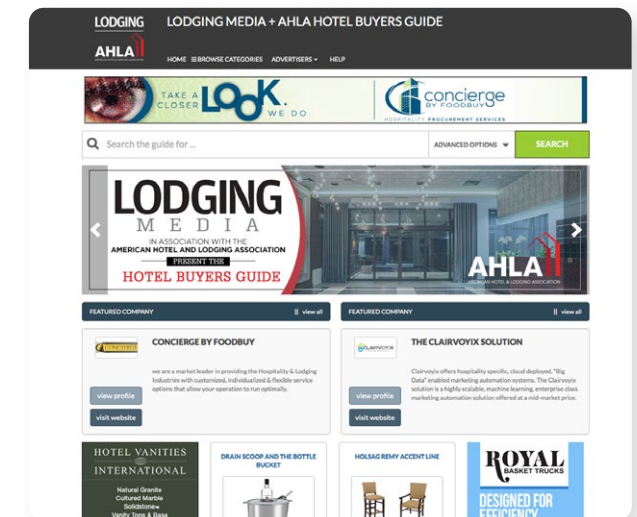 LODGING
LODGING MEDIA + AHLA HOTEL BUYERS GUIDE
AHLA
HOME BROWSE CATEGORIES ADVERTISERS HELP
TAKE A
CLOSER LOOK.
WE DO
concierge
BY FOODBUY
HOSPITALITY PROCUREMENT SERVICES
Search the guide for ...
ADVANCED OPTIONS
SEARCH
LODGING
MEDIA
IN ASSOCIATION WITH THE
AMERICAN HOTEL AND LODGING ASSOCIATION
PRESENT THE
HOTEL BUYERS GUIDE
AHLA
AMERICAN HOTEL & LODGING ASSOCIATION
FEATURED COMPANY || view all
FEATURED COMPANY || view all
CONCIERGE
CONCIERGE BY FOODBUY
we are a market leader in providing the Hospitality & Lodging
Industries with customized, individualized & flexible service
options that allow your operation to run optimally.
view profile
visit website
CLAIRVOYIX
THE CLAIRVOYIX SOLUTION
Clairvoyix offers hospitality specific, cloud deployed, "Big
Data" enabled marketing automation systems. The Clairvoyix
solution is a highly scalable, machine learning, enterprise class
marketing automation solution offered at a mid-market price.
view profile
visit website
HOTEL VANITIES
INTERNATIONAL
Natural Granite
Cultured Marble
Solidstone
Vanity Tops & Base
DRAIN SCOOP AND THE BOTTLE
BUCKET
HOLSAG REMY ACCENT LINE
ROYAL
BASKET TRUCKS
DESIGNED FOR
EFFICIENCY